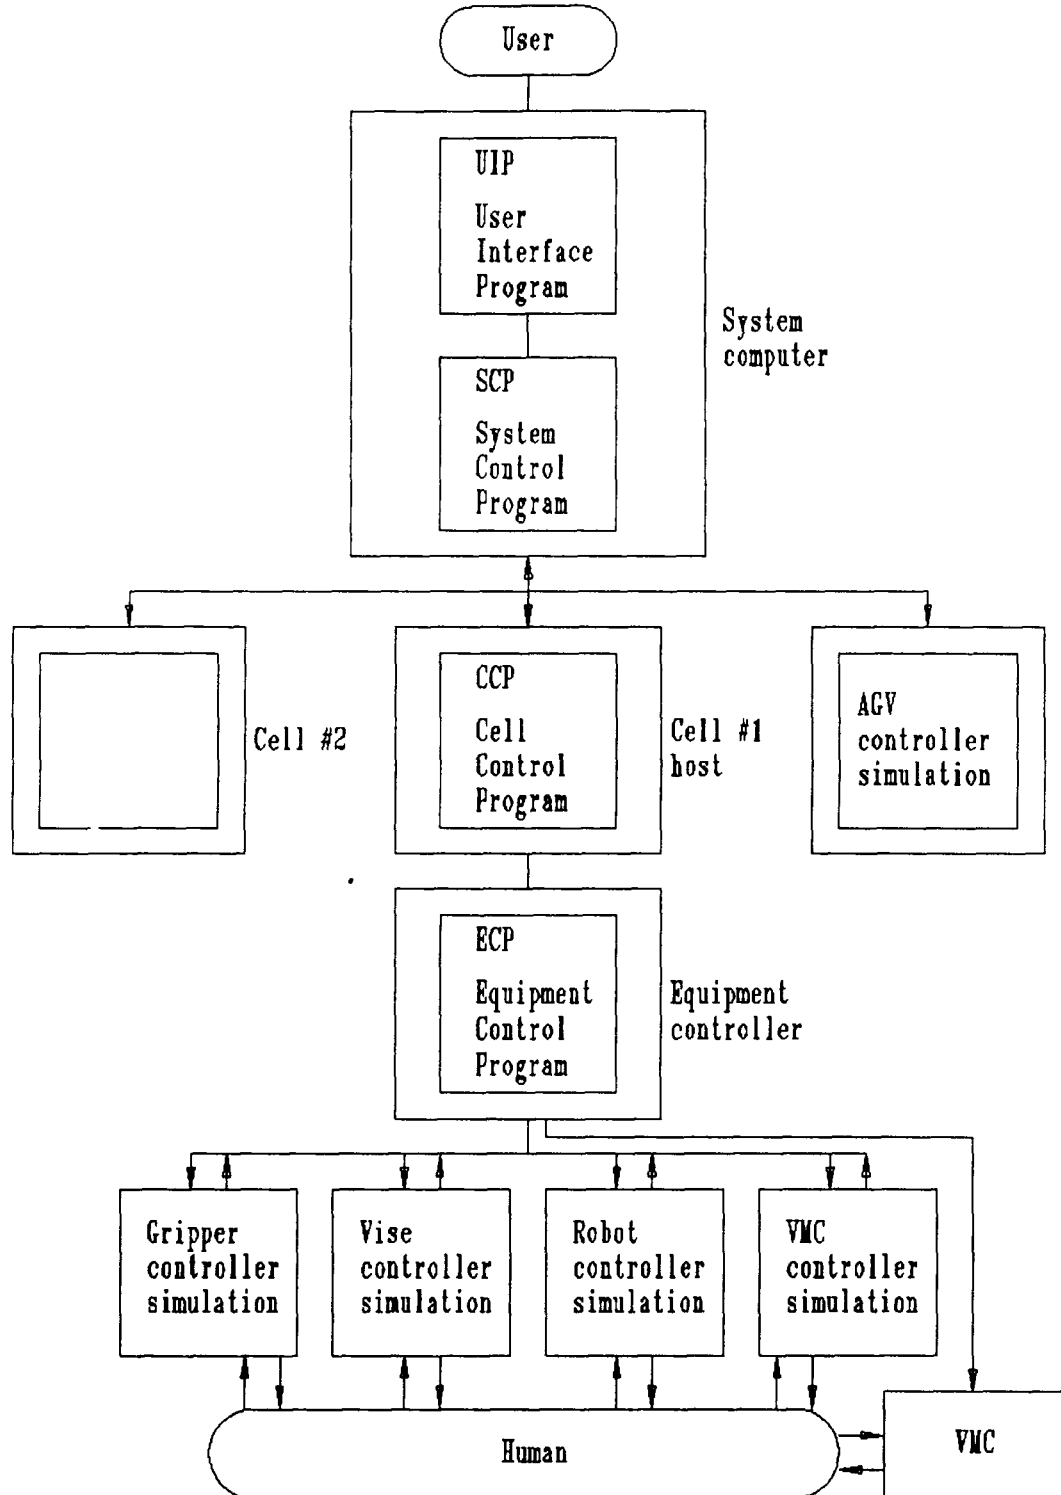 User
UIP
User
Interface
Program
System
computer
SCP
System
Control
Program
Cell #2
CCP
Cell
Control
Program
Cell #1
host
AGV
controller
simulation
ECP
Equipment
Control
Program
Equipment
controller
Gripper
controller
simulation
Vise
controller
simulation
Robot
controller
simulation
VMC
controller
simulation
Human
VMC